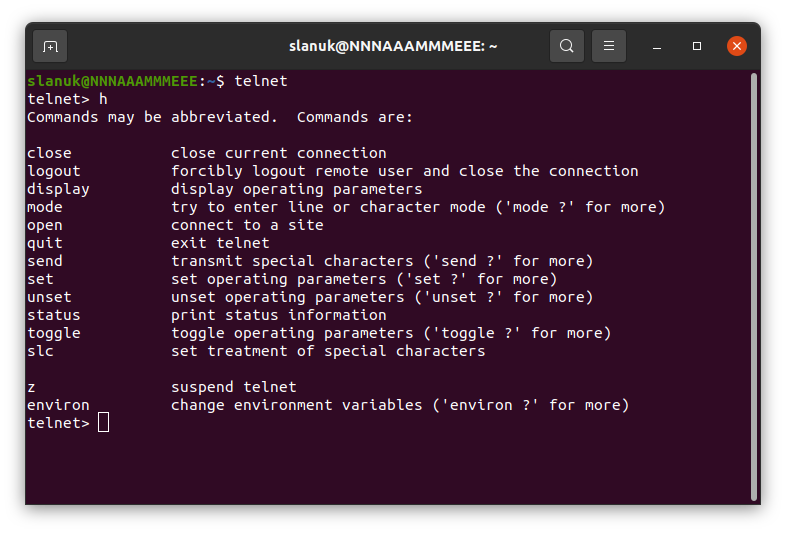 slanuk@NNNAAAMMMEEE: ~
slanuk@NNNAAAMMMEEE:~$ telnet
telnet> h
Commands may be abbreviated.  Commands are:

close           close current connection
logout          forcibly logout remote user and close the connection
display         display operating parameters
mode            try to enter line or character mode ('mode ?' for more)
open            connect to a site
quit            exit telnet
send            transmit special characters ('send ?' for more)
set             set operating parameters ('set ?' for more)
unset           unset operating parameters ('unset ?' for more)
status          print status information
toggle          toggle operating parameters ('toggle ?' for more)
slc             set treatment of special characters

z               suspend telnet
environ         change environment variables ('environ ?' for more)
telnet>